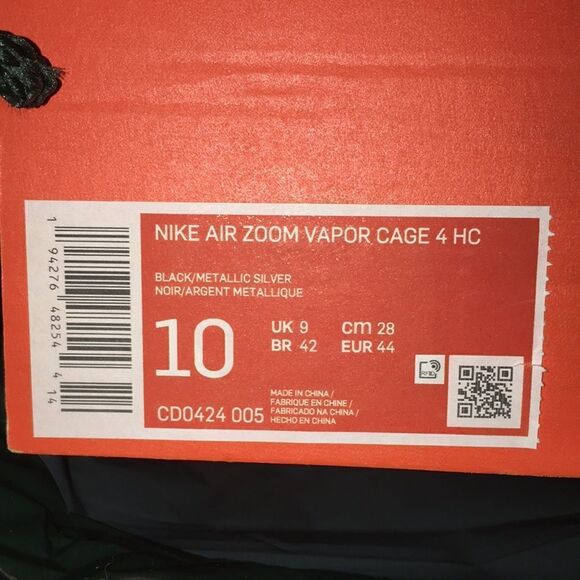 NIKE AIR ZOOM VAPOR CAGE 4 HC
BLACK/METALLIC SILVER
NOIR/ARGENT METALLIQUE
10
UK 9 cm 28
BR 42 EUR 44
CD0424 005
MADE IN CHINA /
FABRIQUE EN CHINE /
FABRICADO NA CHINA /
HECHO EN CHINA
RFID
1 94276 48254 4 14